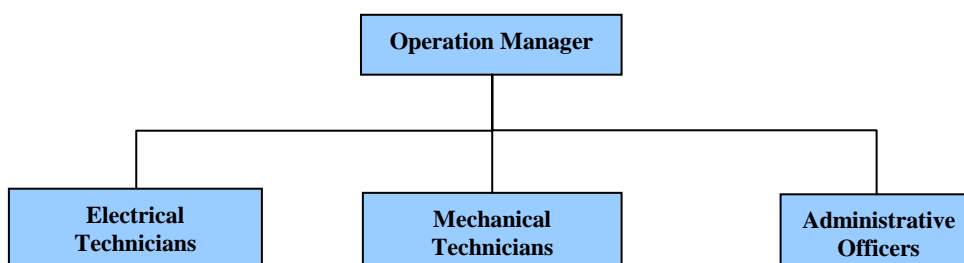 Operation Manager
Electrical
Technicians
Mechanical
Technicians
Administrative
Officers